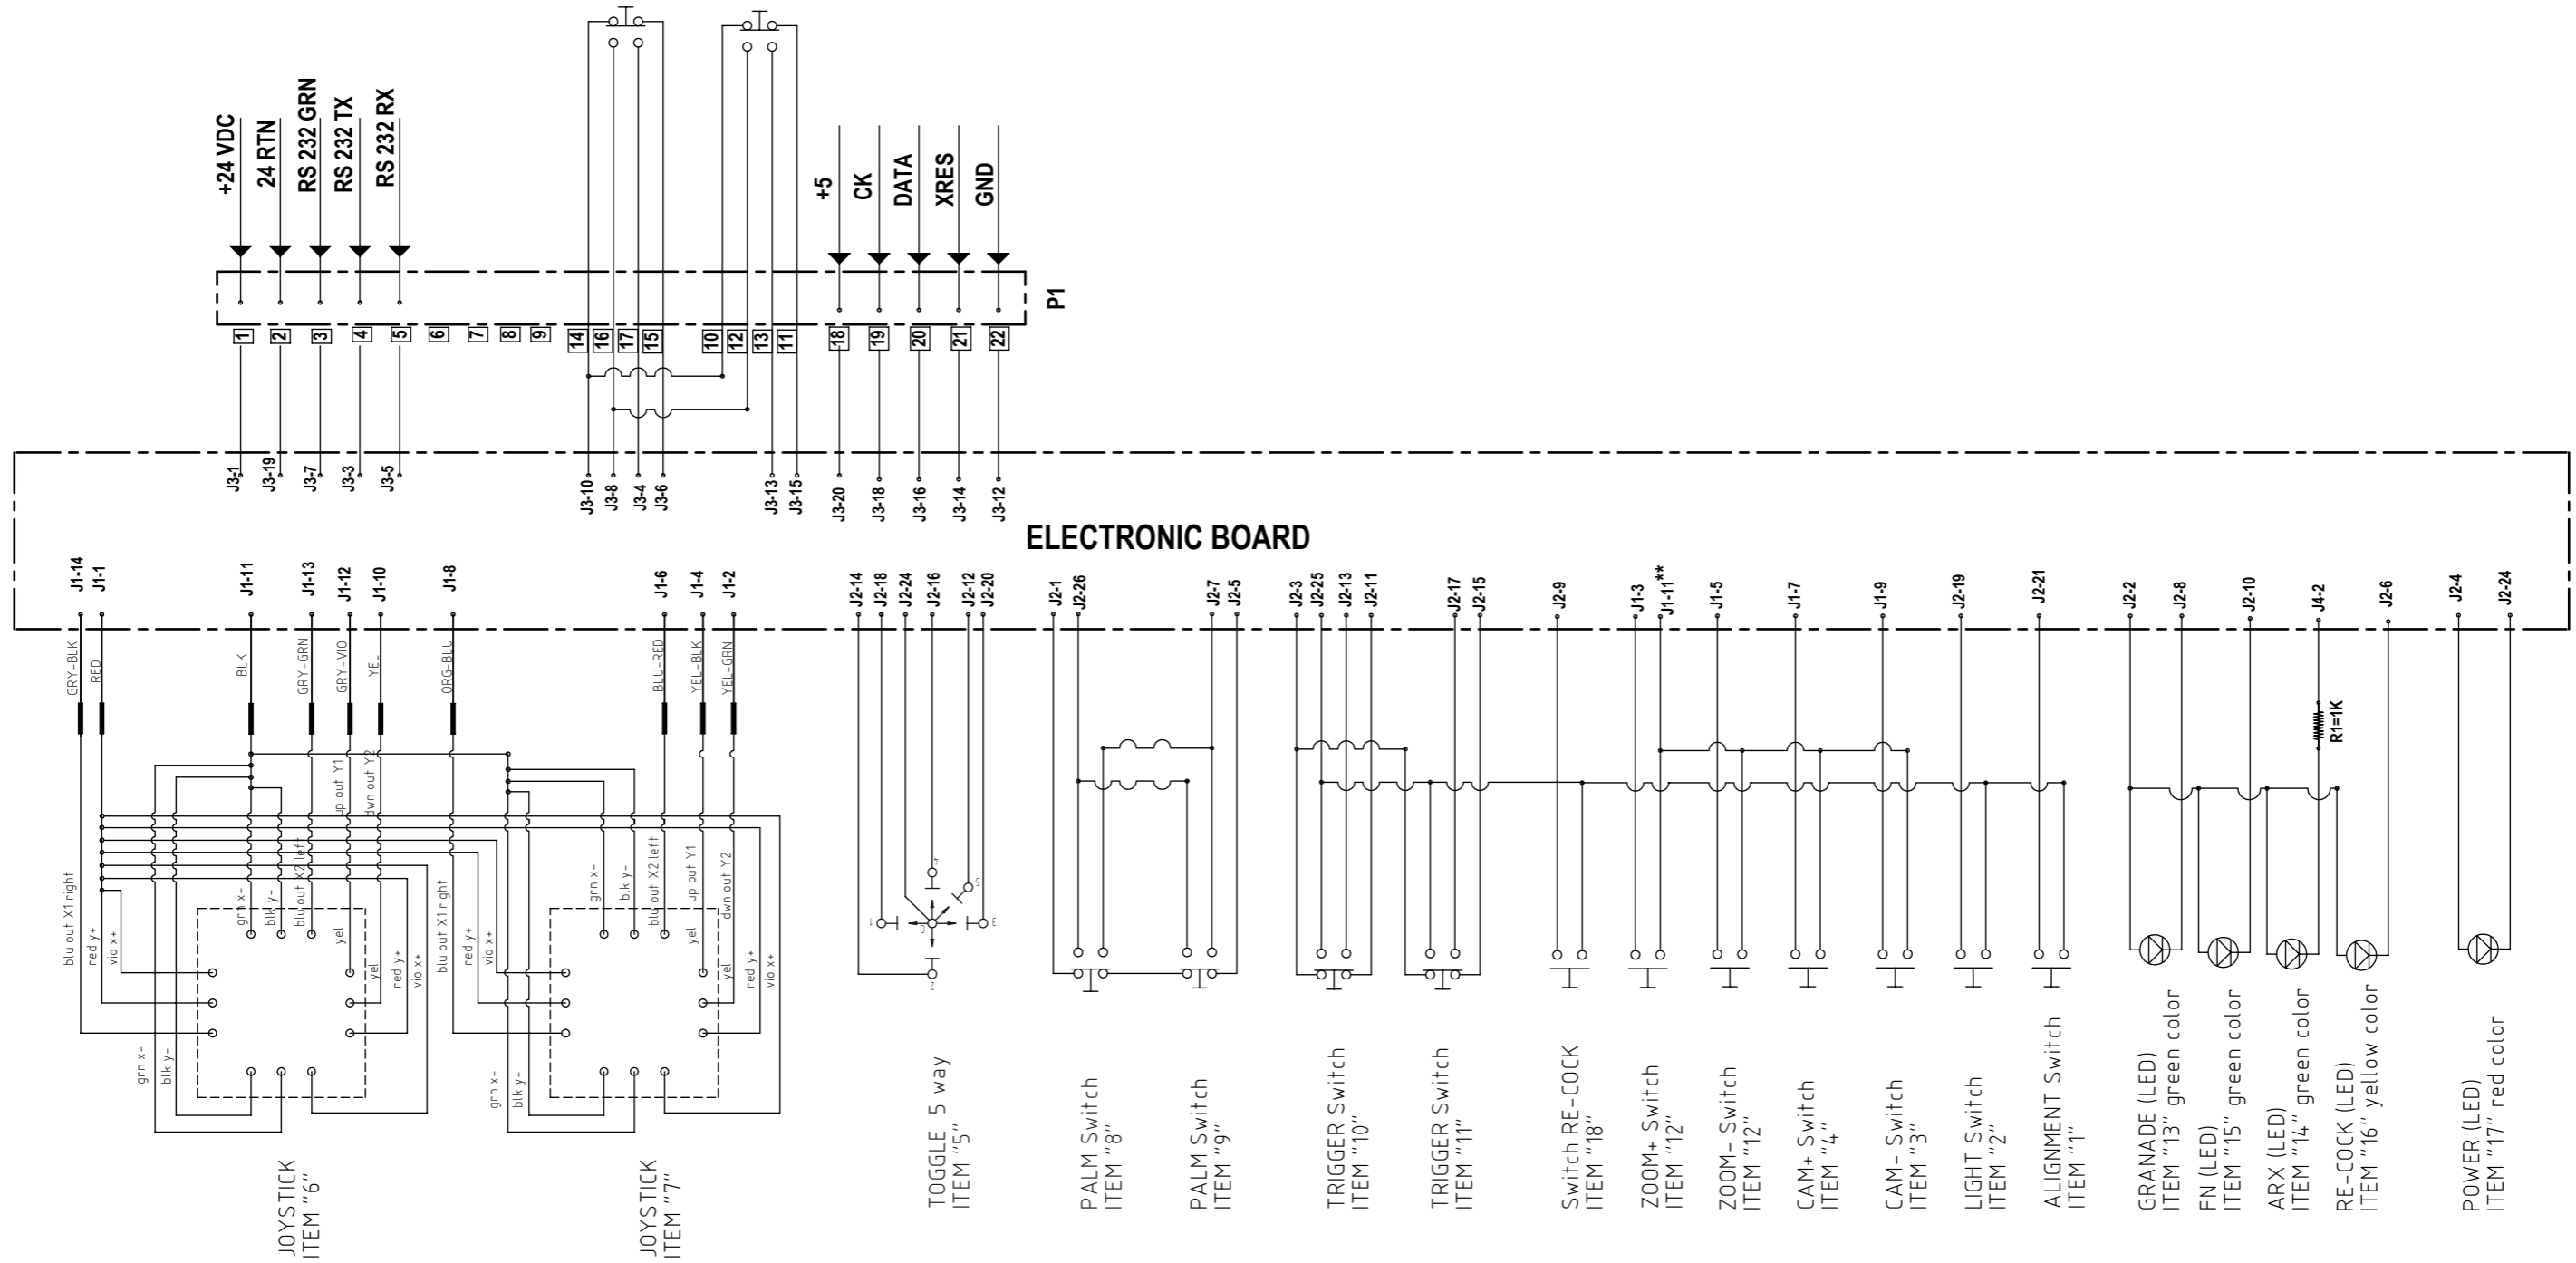 +24 VDC
24 RTN
RS 232 GRN
RS 232 TX
RS 232 RX
+5
CK
DATA
XRES
GND
P1
1
2
3
4
5
6
7
8
9
14
16
17
15
10
12
13
11
18
19
20
21
22
J3-1
J3-19
J3-7
J3-3
J3-5
J3-10
J3-8
J3-4
J3-6
J3-13
J3-15
J3-20
J3-18
J3-16
J3-14
J3-12
ELECTRONIC BOARD
J1-14
J1-1
J1-11
J1-13
J1-12
J1-10
J1-8
J1-6
J1-4
J1-2
J2-14
J2-18
J2-24
J2-16
J2-12
J2-20
J2-1
J2-26
J2-7
J2-5
J2-3
J2-25
J2-13
J2-11
J2-17
J2-15
J2-9
J1-3
J1-11**
J1-5
J1-7
J1-9
J2-19
J2-21
J2-2
J2-8
J2-10
J4-2
J2-6
J2-4
J2-24
GRY-BLK
RED
BLK
GRY-GRN
GRY-VIO
YEL
ORG-BLU
BLU-RED
YEL-BLK
YEL-GRN
R1=1K
up out Y1
dwn out Y2
blu out X1 right
red y+
vio x+
grn x-
blk y-
blu out X2 left
yel
yel
red y+
vio x+
grn x-
blk y-
blu out X1 right
red y+
vio x+
grn x-
blk y-
blu out X2 left
up out Y1
yel
dwn out Y2
yel
red y+
vio x+
grn x-
blk y-
4
5
1
C
3
2
JOYSTICK
ITEM "6"
JOYSTICK
ITEM "7"
TOGGLE 5 way
ITEM "5"
PALM Switch
ITEM "8"
PALM Switch
ITEM "9"
TRIGGER Switch
ITEM "10"
TRIGGER Switch
ITEM "11"
Switch RE-COCK
ITEM "18"
ZOOM+ Switch
ITEM "12"
ZOOM- Switch
ITEM "12"
CAM+ Switch
ITEM "4"
CAM- Switch
ITEM "3"
LIGHT Switch
ITEM "2"
ALIGNMENT Switch
ITEM "1"
GRANADE (LED)
ITEM "13" green color
FN (LED)
ITEM "15" green color
ARX (LED)
ITEM "14" green color
RE-COCK (LED)
ITEM "16" yellow color
POWER (LED)
ITEM "17" red color